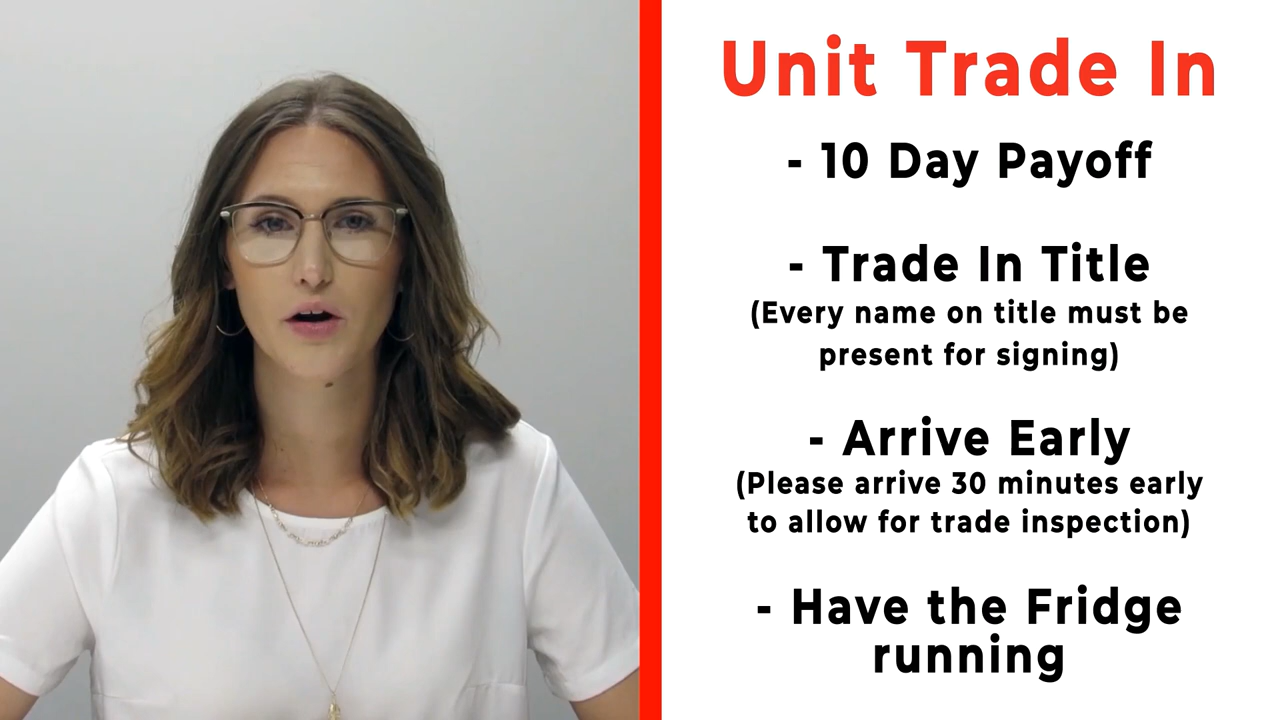 Unit Trade In
- 10 Day Payoff
- Trade In Title
(Every name on title must be
present for signing)
- Arrive Early
(Please arrive 30 minutes early
to allow for trade inspection)
- Have the Fridge
running